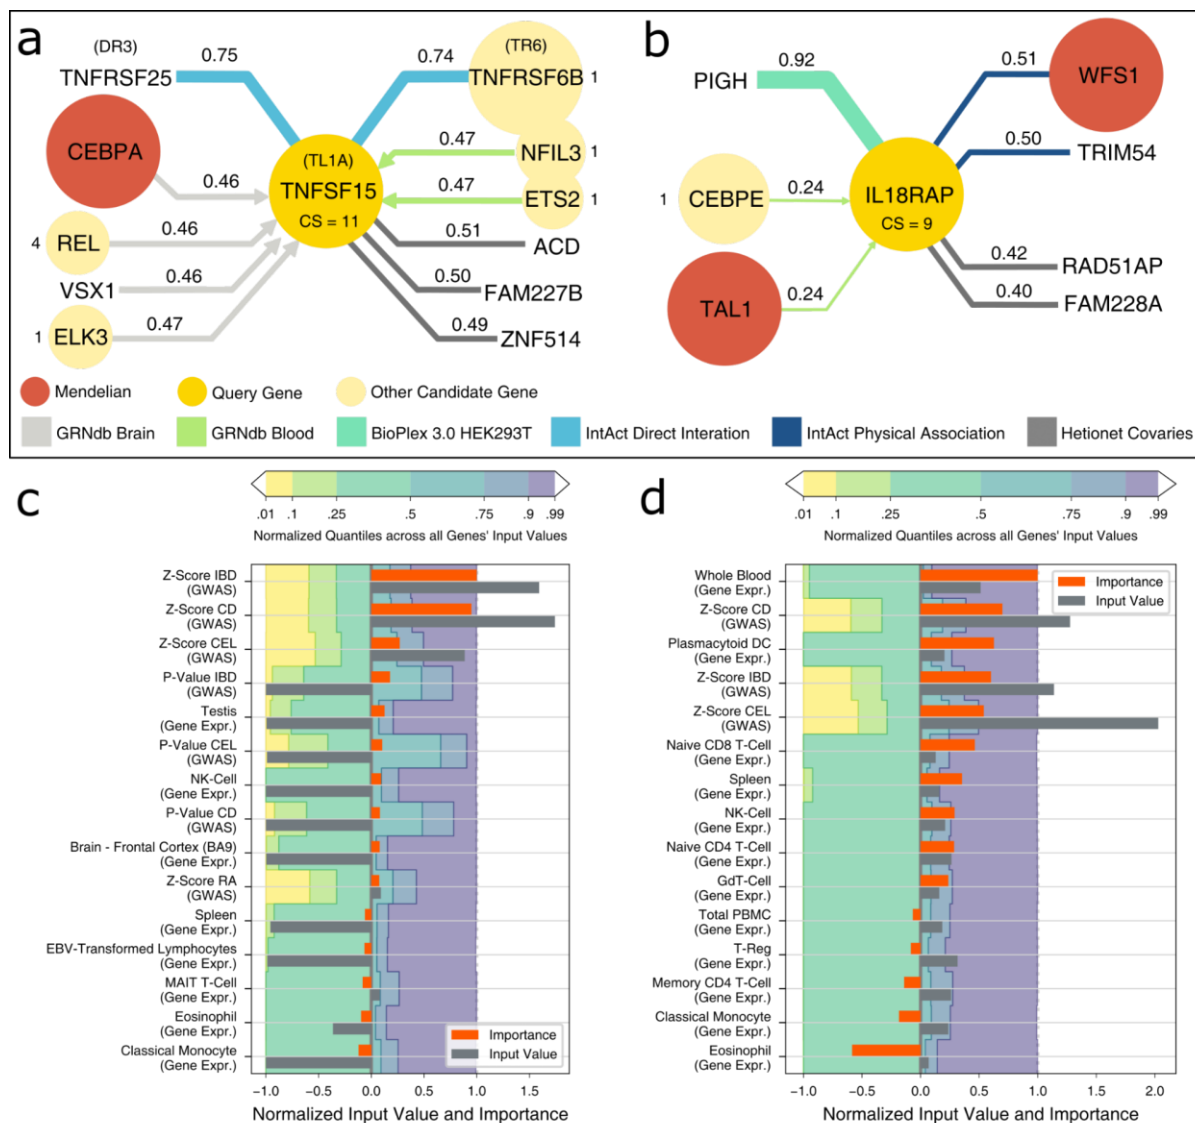 a
(DR3)
TNFRSF25
0.75
0.74
(TR6)
TNFRSF6B
1
CEBPA
0.46
(TL1A)
TNFSF15
CS = 11
0.47
NFIL3
1
0.47
ETS2
1
4
REL
0.46
0.51
ACD
VSX1
0.46
0.50
FAM227B
1
ELK3
0.47
0.49
ZNF514
b
PIGH
0.92
0.51
WFS1
0.50
TRIM54
1
CEBPE
0.24
IL18RAP
CS = 9
TAL1
0.24
0.42
RAD51AP
0.40
FAM228A
Mendelian
Query Gene
Other Candidate Gene
GRNdb Brain
GRNdb Blood
BioPlex 3.0 HEK293T
IntAct Direct Interation
IntAct Physical Association
Hetionet Covaries
c
.01 .1 .25 .5 .75 .9 .99
Normalized Quantiles across all Genes' Input Values
Z-Score IBD
(GWAS)
Z-Score CD
(GWAS)
Z-Score CEL
(GWAS)
P-Value IBD
(GWAS)
Testis
(Gene Expr.)
P-Value CEL
(GWAS)
NK-Cell
(Gene Expr.)
P-Value CD
(GWAS)
Brain - Frontal Cortex (BA9)
(Gene Expr.)
Z-Score RA
(GWAS)
Spleen
(Gene Expr.)
EBV-Transformed Lymphocytes
(Gene Expr.)
MAIT T-Cell
(Gene Expr.)
Eosinophil
(Gene Expr.)
Classical Monocyte
(Gene Expr.)
Importance
Input Value
−1.0 −0.5 0.0 0.5 1.0 1.5
Normalized Input Value and Importance
d
.01 .1 .25 .5 .75 .9 .99
Normalized Quantiles across all Genes' Input Values
Whole Blood
(Gene Expr.)
Z-Score CD
(GWAS)
Plasmacytoid DC
(Gene Expr.)
Z-Score IBD
(GWAS)
Z-Score CEL
(GWAS)
Naive CD8 T-Cell
(Gene Expr.)
Spleen
(Gene Expr.)
NK-Cell
(Gene Expr.)
Naive CD4 T-Cell
(Gene Expr.)
GdT-Cell
(Gene Expr.)
Total PBMC
(Gene Expr.)
T-Reg
(Gene Expr.)
Memory CD4 T-Cell
(Gene Expr.)
Classical Monocyte
(Gene Expr.)
Eosinophil
(Gene Expr.)
Importance
Input Value
−1.0 −0.5 0.0 0.5 1.0 1.5 2.0
Normalized Input Value and Importance